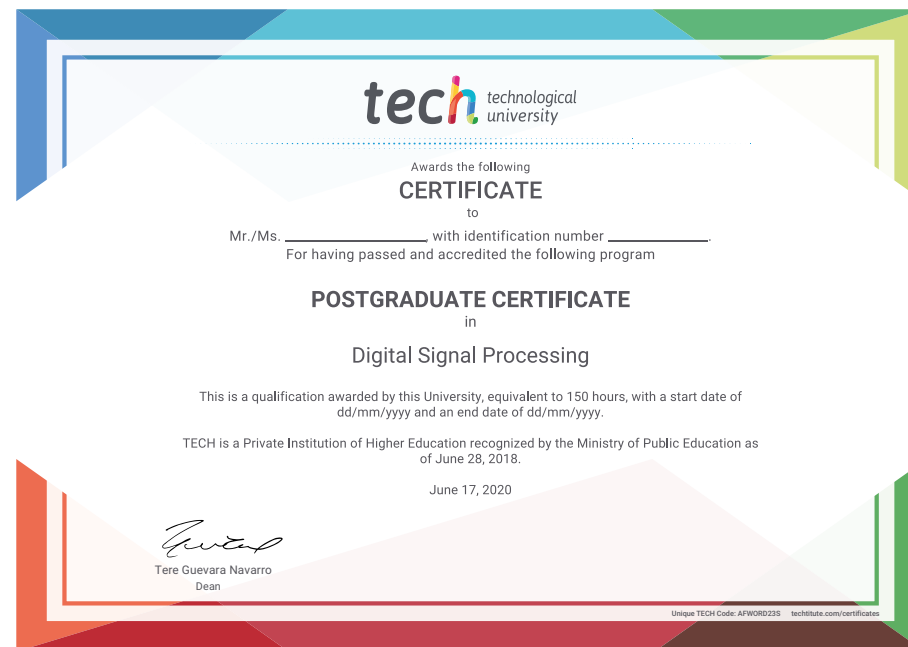 tech technological
university
Awards the following
CERTIFICATE
to
Mr./Ms. ____________________, with identification number ______________.
For having passed and accredited the following program
POSTGRADUATE CERTIFICATE
in
Digital Signal Processing
This is a qualification awarded by this University, equivalent to 150 hours, with a start date of
dd/mm/yyyy and an end date of dd/mm/yyyy.
TECH is a Private Institution of Higher Education recognized by the Ministry of Public Education as
of June 28, 2018.
June 17, 2020
Tere Guevara Navarro
Dean
Unique TECH Code: AFWORD23S techtitute.com/certificates